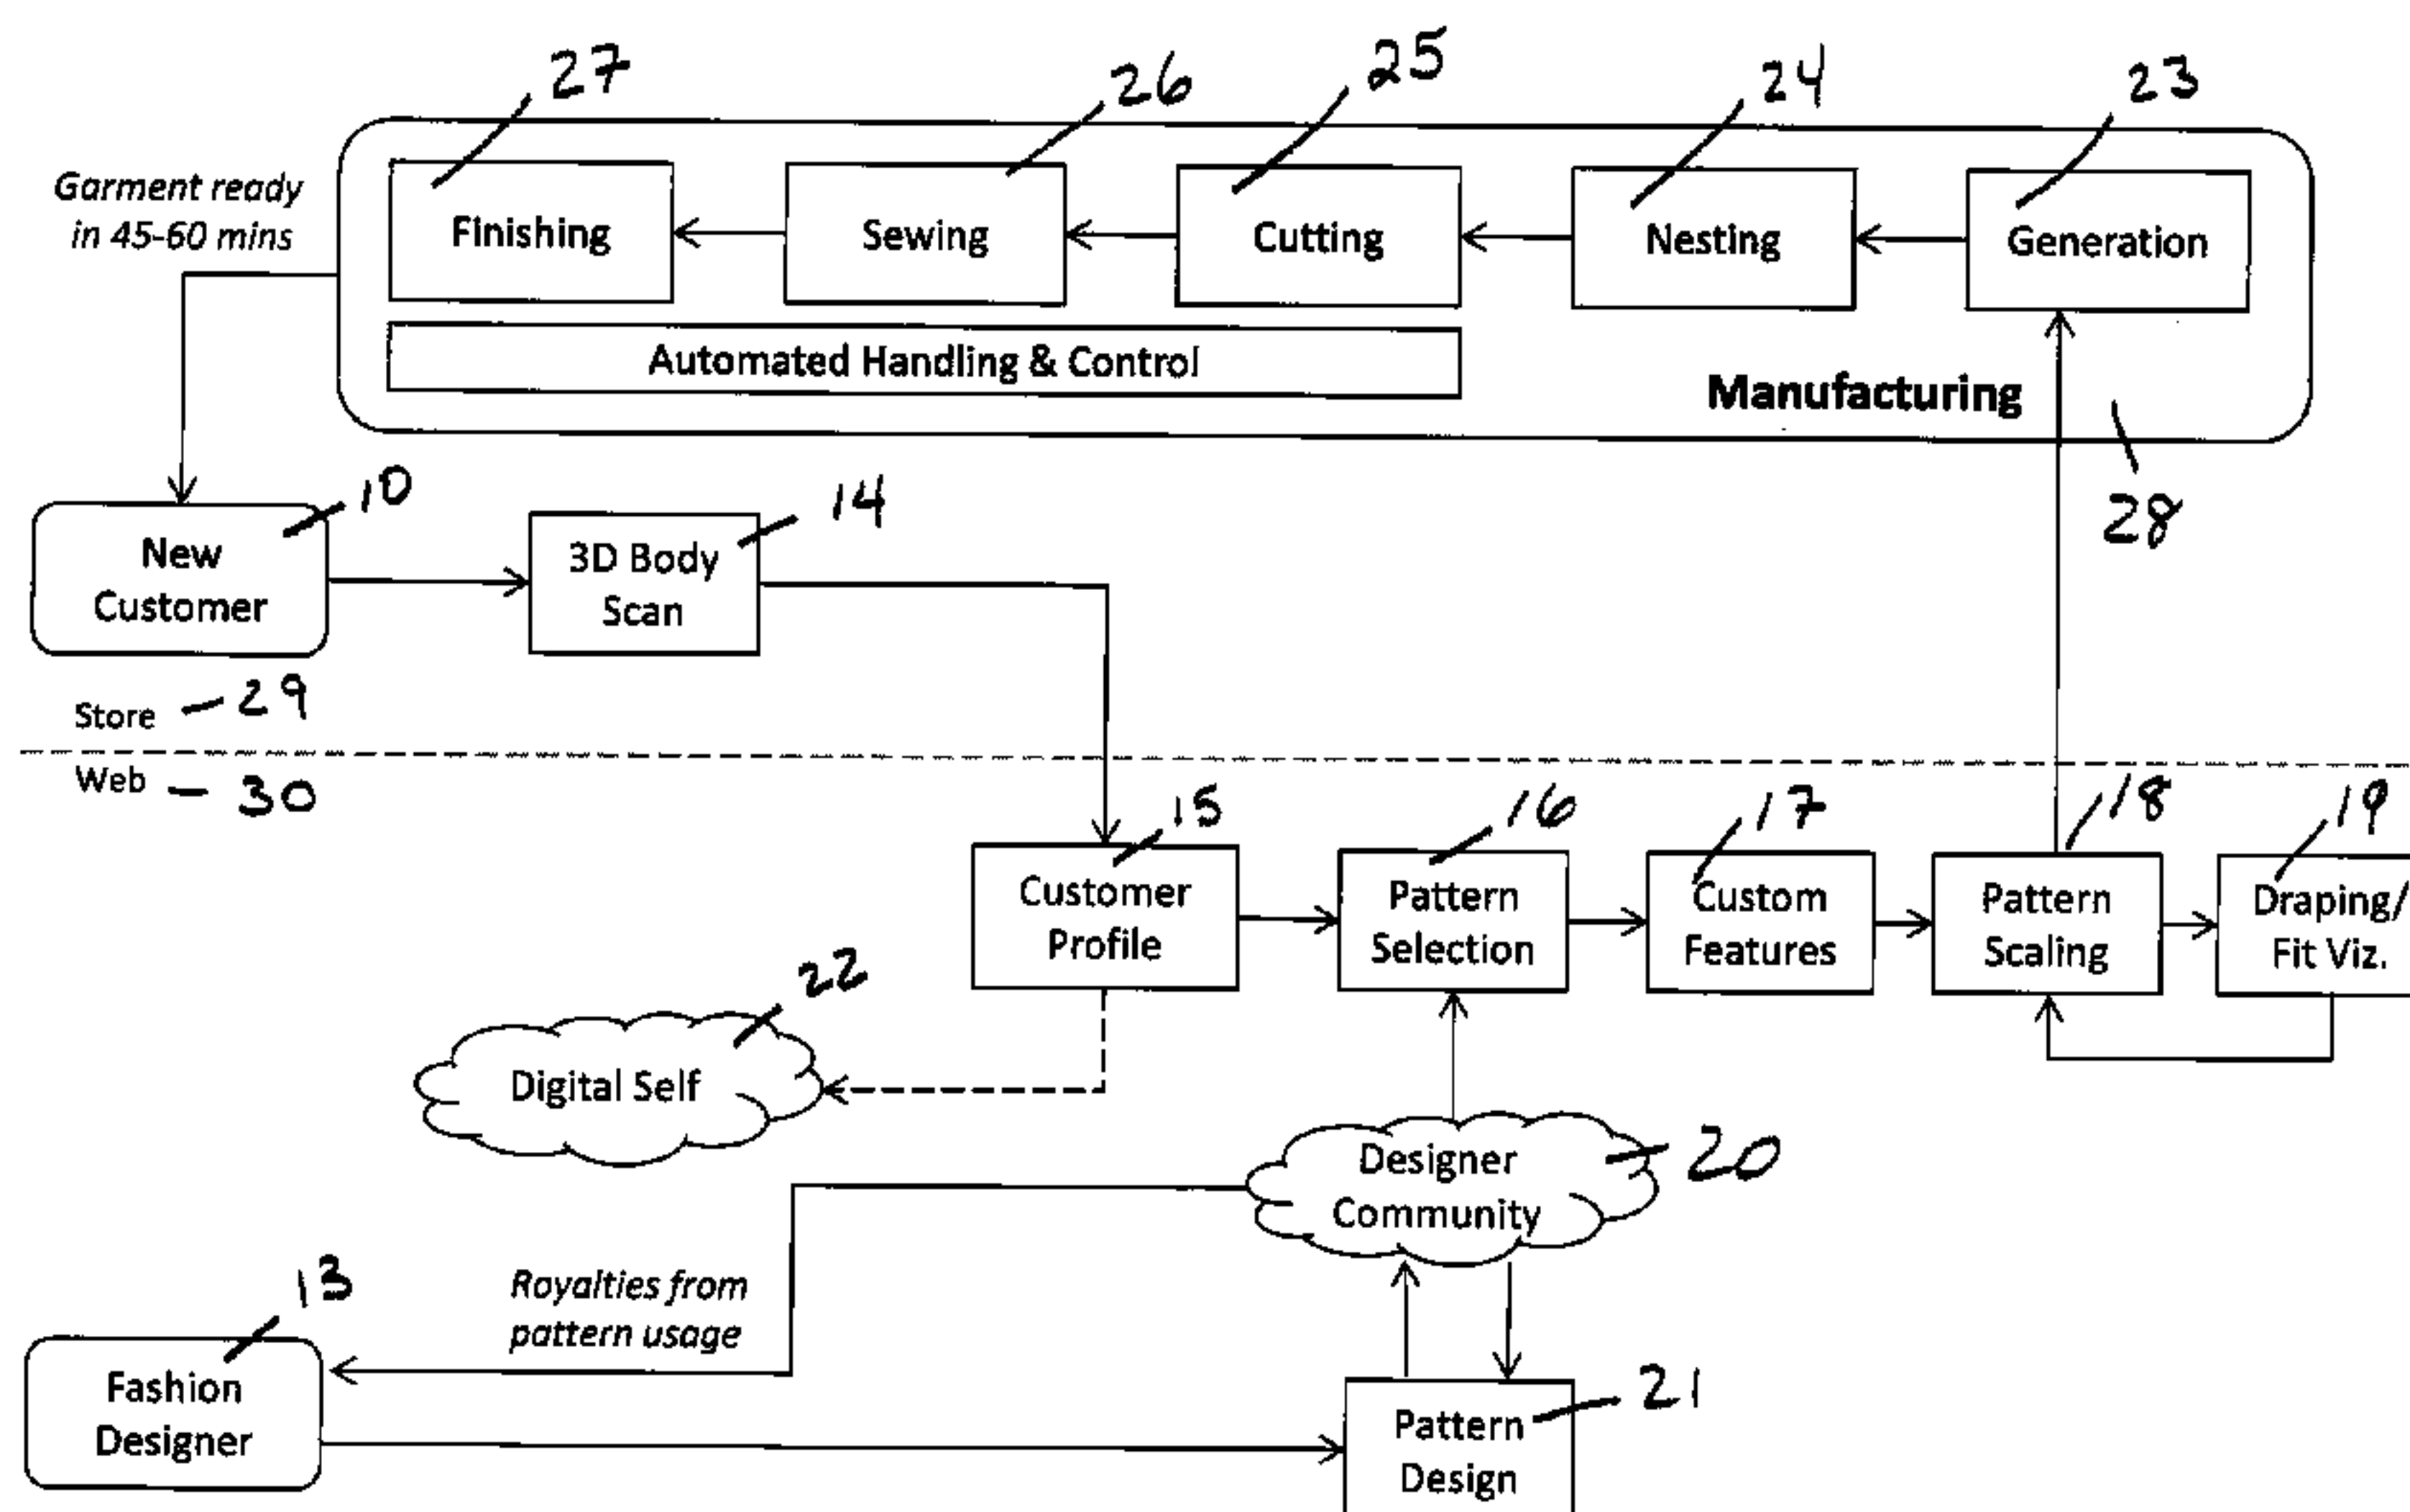 27
26
25
24
23
Garment ready
in 45-60 mins
Finishing
Sewing
Cutting
Nesting
Generation
Automated Handling & Control
Manufacturing
28
10
14
New
Customer
3D Body
Scan
Store
29
Web
30
15
16
17
18
19
Customer
Profile
Pattern
Selection
Custom
Features
Pattern
Scaling
Draping/
Fit Viz.
22
Digital Self
Designer
Community
20
13
Royalties from
pattern usage
Fashion
Designer
21
Pattern
Design